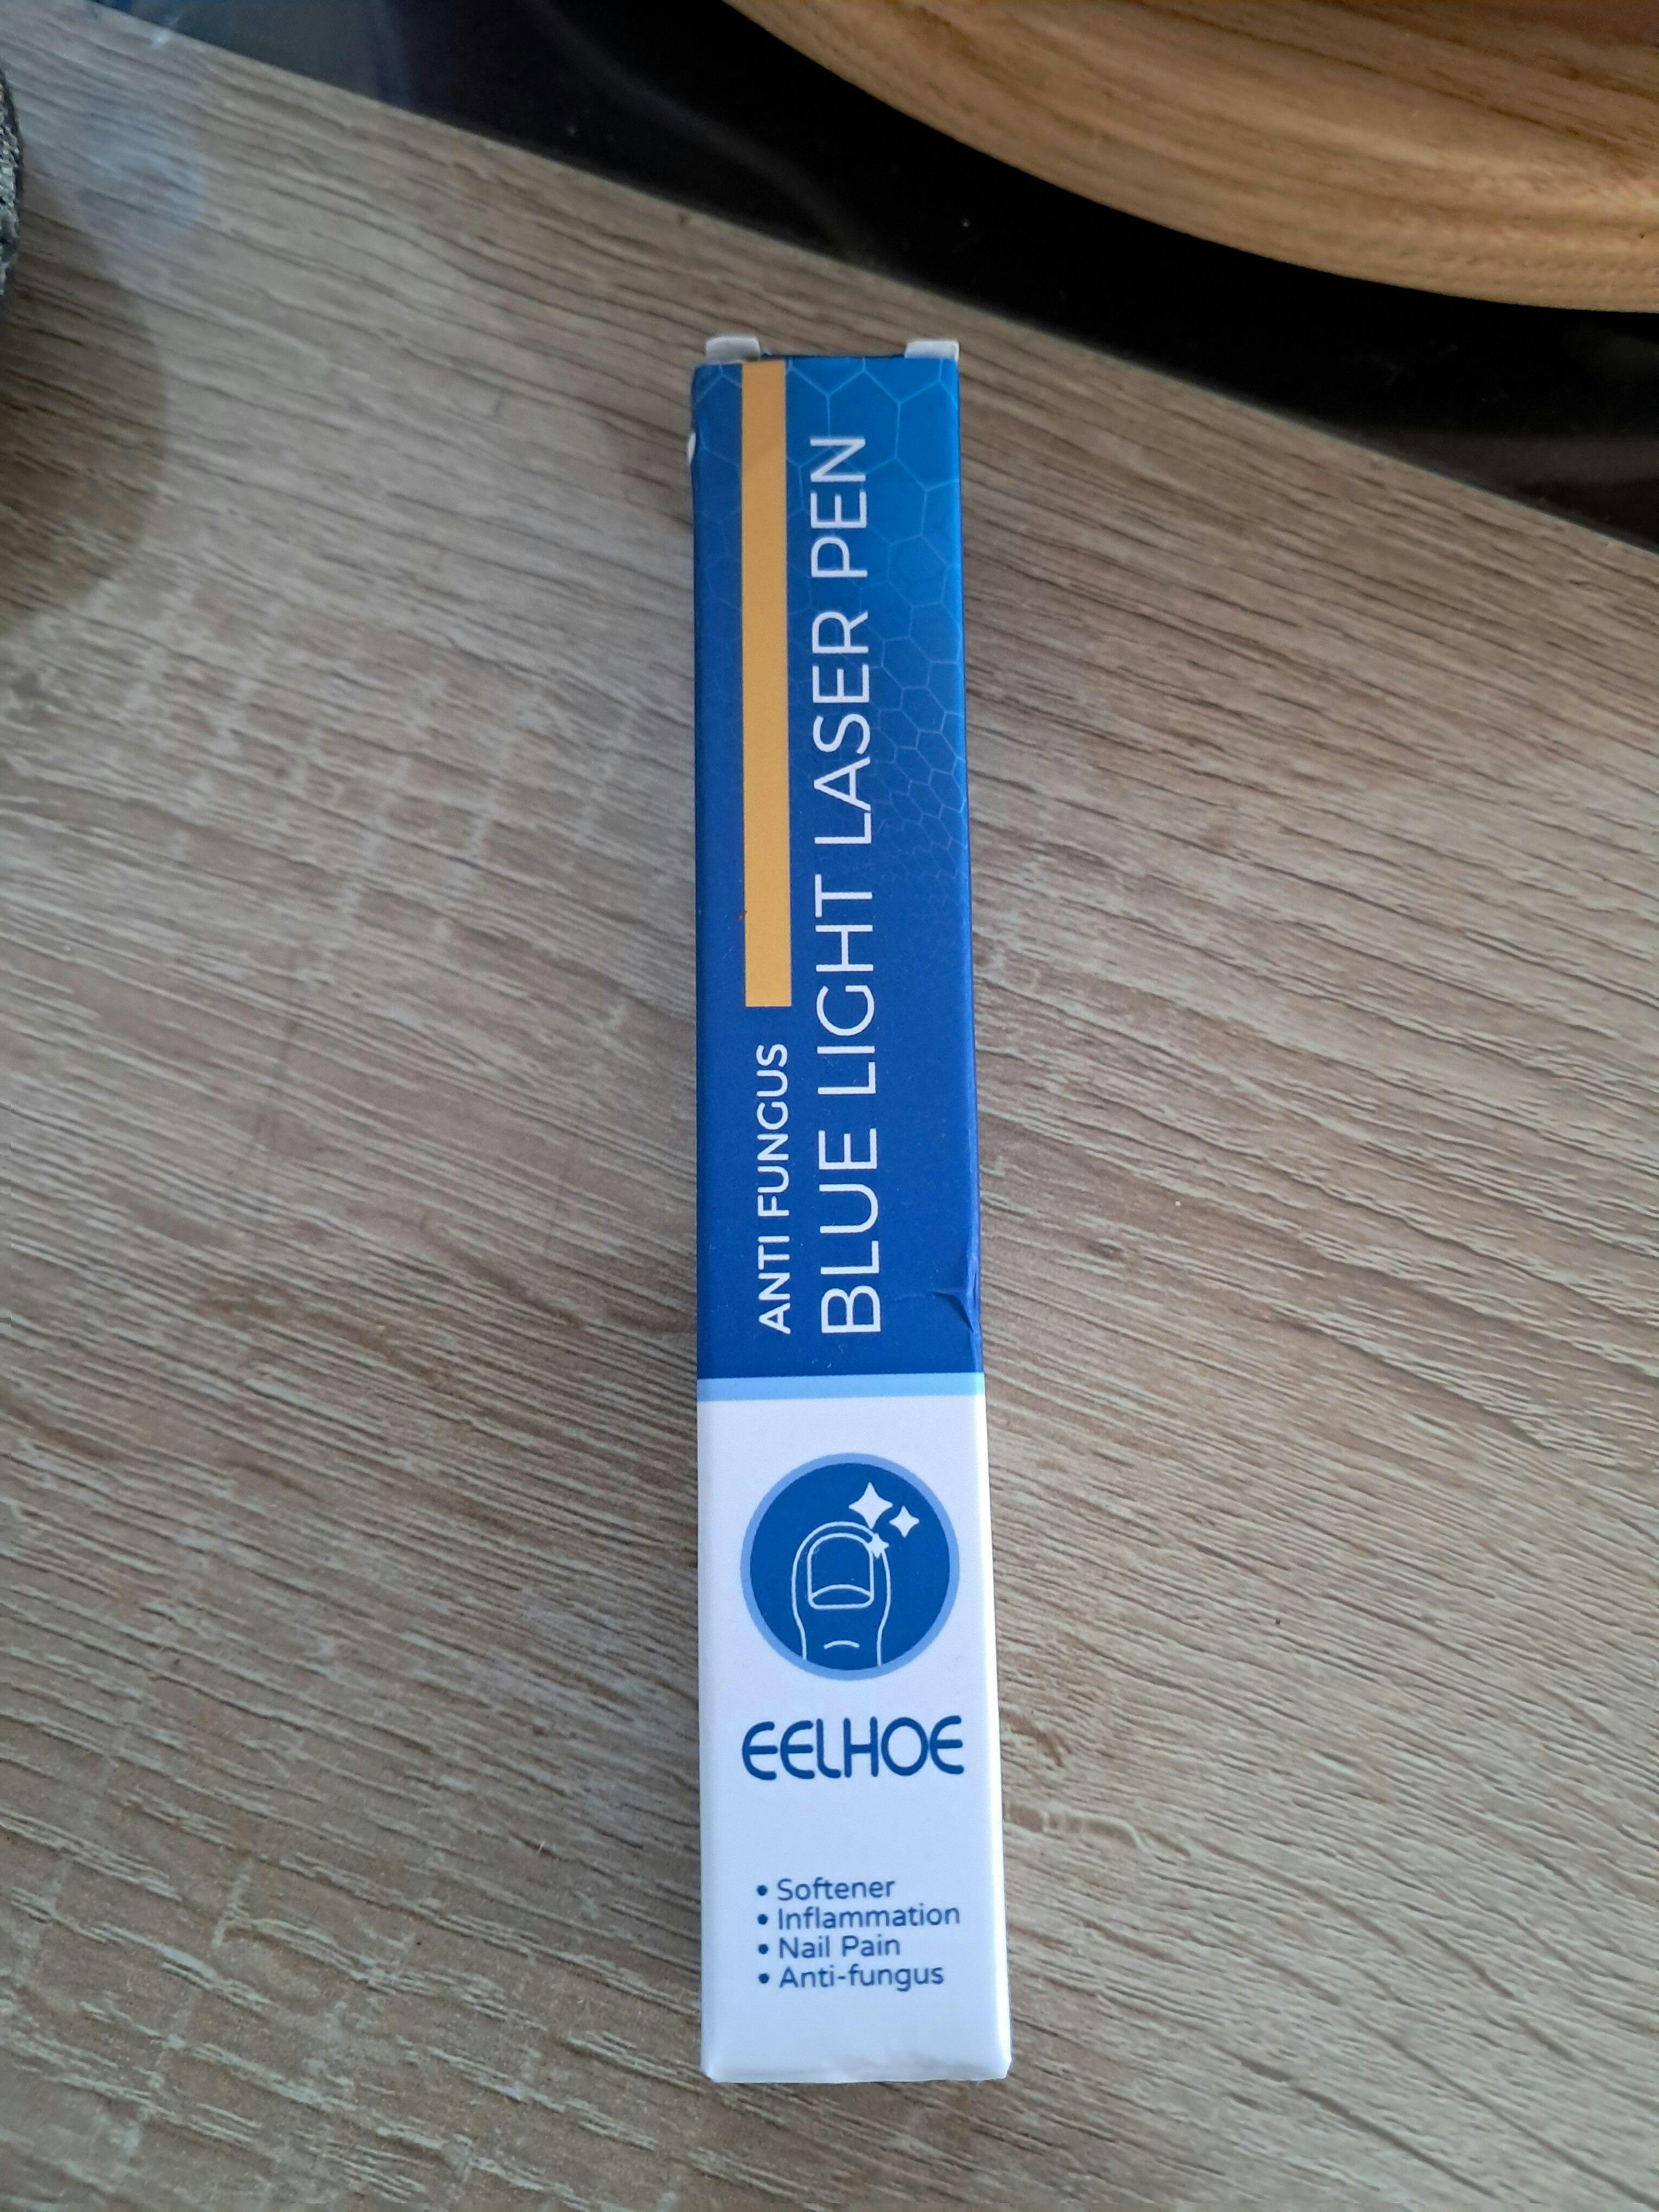 ANTI FUNGUS
BLUE LIGHT LASER PEN
EELHOE
• Softener
• Inflammation
• Nail Pain
• Anti-fungus